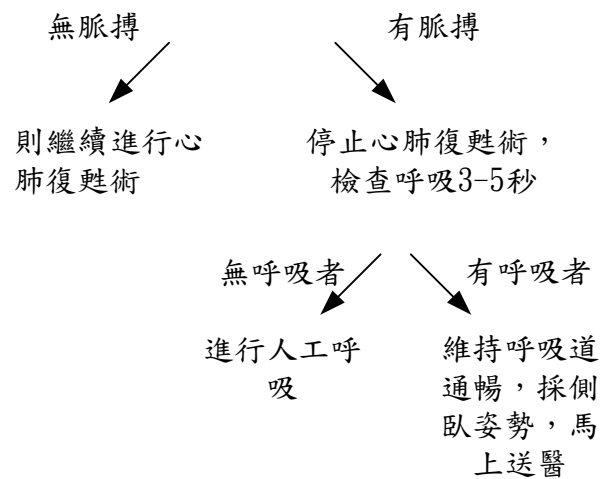 無脈搏
有脈搏
則繼續進行心
肺復甦術
停止心肺復甦術，
檢查呼吸3-5秒
無呼吸者
有呼吸者
進行人工呼
吸
維持呼吸道
通暢，採側
臥姿勢，馬
上送醫